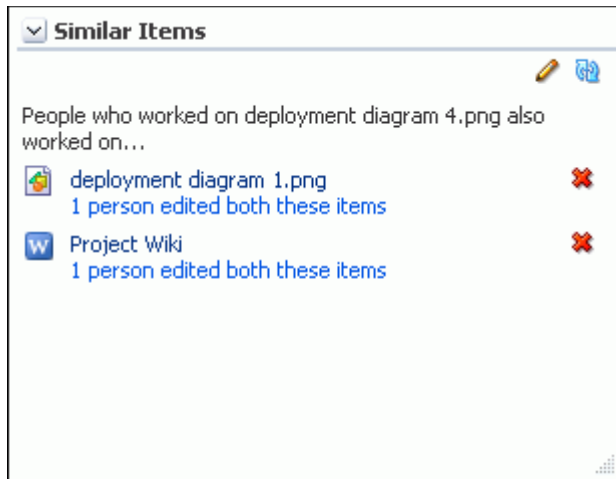 Similar Items
People who worked on deployment diagram 4.png also
worked on...
deployment diagram 1.png
1 person edited both these items
W Project Wiki
1 person edited both these items